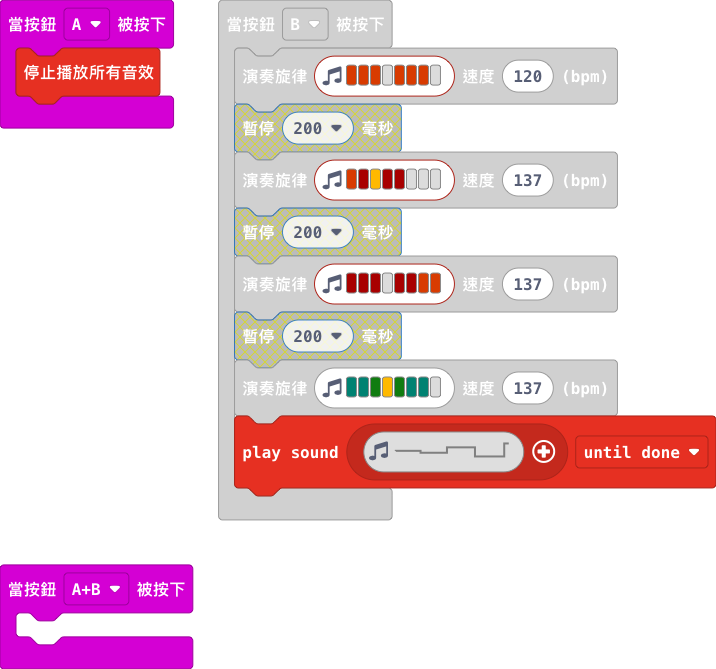 當按鈕 A 被按下
停止播放所有音效
當按鈕 B 被按下
演奏旋律 速度 120 (bpm)
暫停 200 毫秒
演奏旋律 速度 137 (bpm)
暫停 200 毫秒
演奏旋律 速度 137 (bpm)
暫停 200 毫秒
演奏旋律 速度 137 (bpm)
play sound until done
當按鈕 A+B 被按下